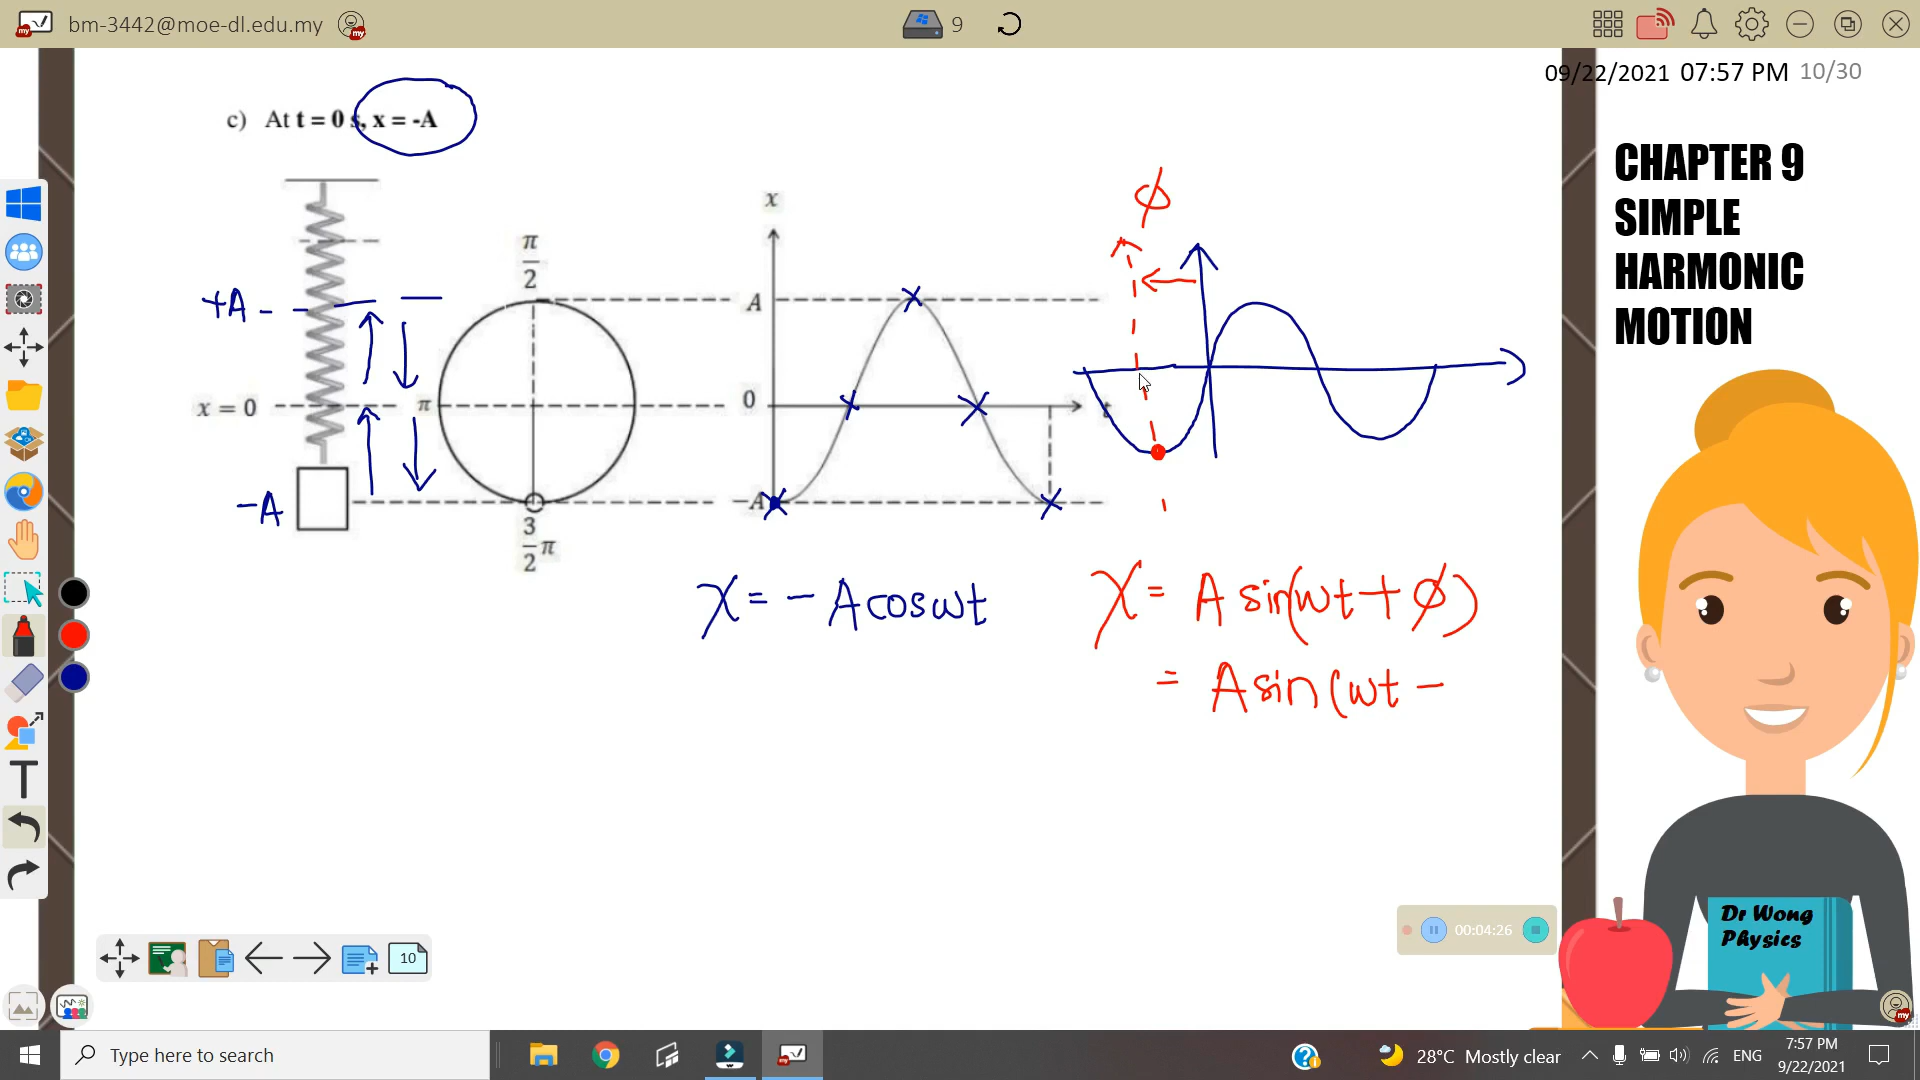 bm-3442@moe-dl.edu.my
9
09/22/2021 07:57 PM 10/30
c) At t = 0 s, x = -A
CHAPTER 9
SIMPLE
HARMONIC
MOTION
ϕ
x
π
2
+A
A
x = 0
π
0
t
-A
−A
3
2
π
x = - A cos ωt
x = A sin(ωt + ϕ)
= A sin (ωt -
T
Dr Wong
Physics
00:04:26
10
Type here to search
28°C Mostly clear
ENG
7:57 PM
9/22/2021